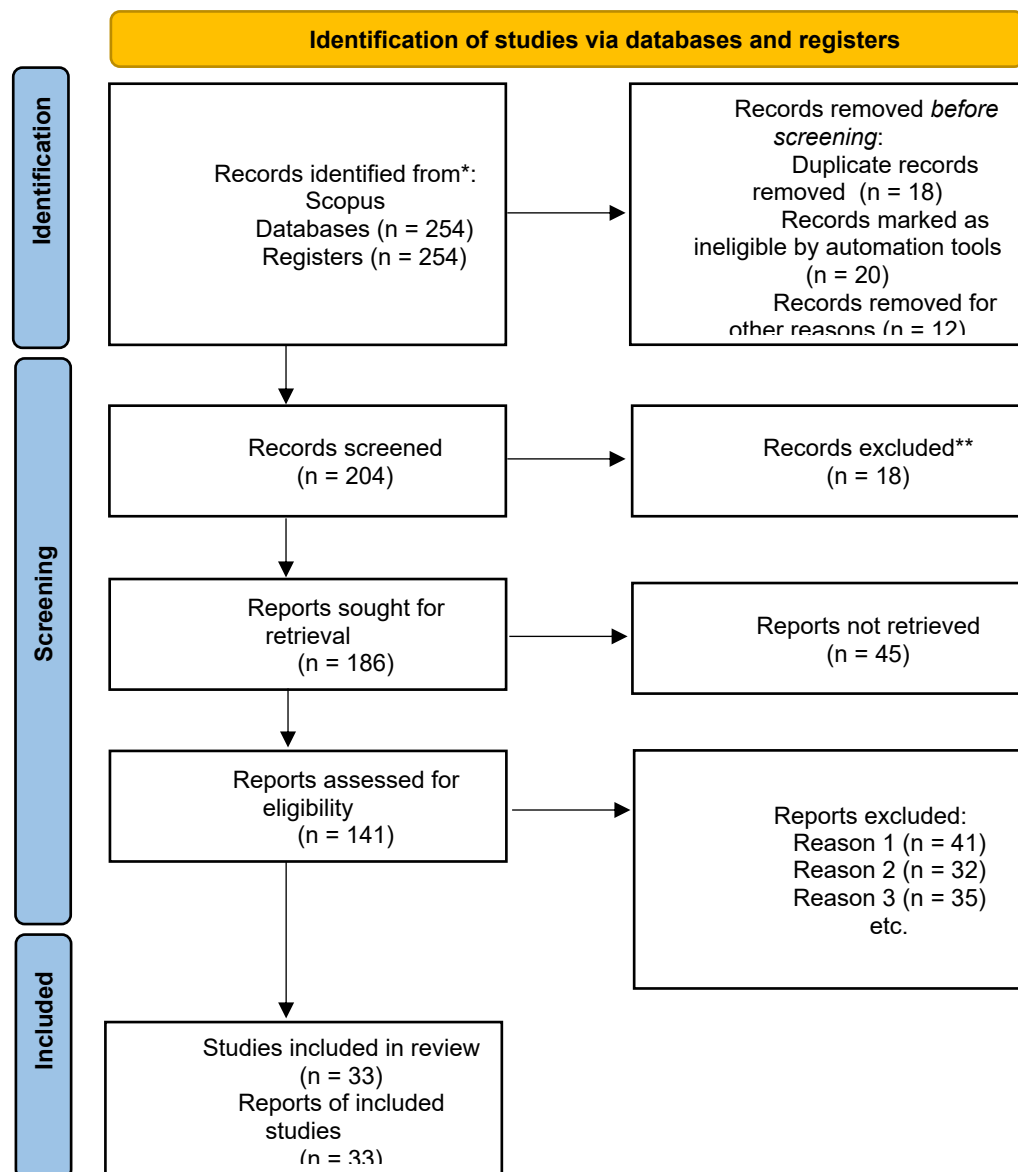 Identification of studies via databases and registers
Identification
Records identified from*:
Scopus
Databases (n = 254)
Registers (n = 254)
Records removed before
screening:
Duplicate records
removed (n = 18)
Records marked as
ineligible by automation tools
(n = 20)
Records removed for
other reasons (n = 12)
Screening
Records screened
(n = 204)
Records excluded**
(n = 18)
Reports sought for
retrieval
(n = 186)
Reports not retrieved
(n = 45)
Reports assessed for
eligibility
(n = 141)
Reports excluded:
Reason 1 (n = 41)
Reason 2 (n = 32)
Reason 3 (n = 35)
etc.
Included
Studies included in review
(n = 33)
Reports of included
studies
(n = 33)